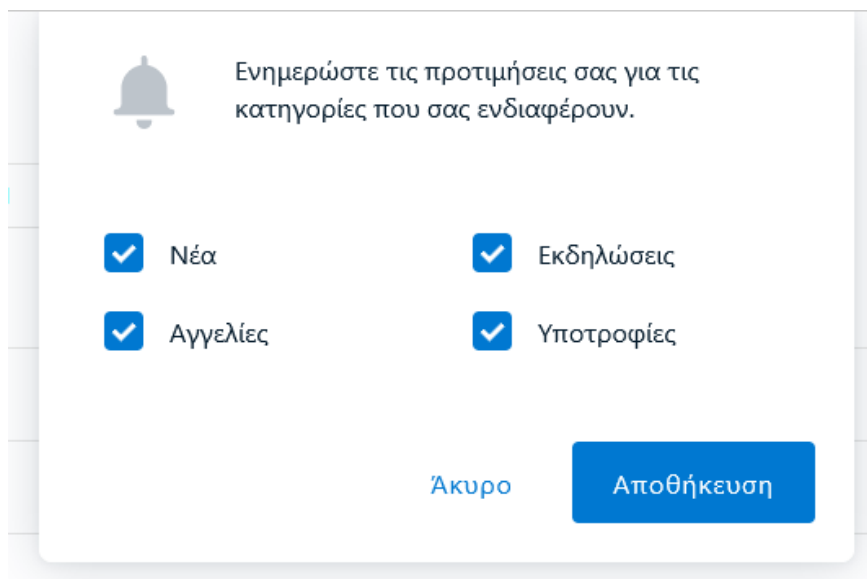 Ενημερώστε τις προτιμήσεις σας για τις
κατηγορίες που σας ενδιαφέρουν.
Νέα
Εκδηλώσεις
Αγγελίες
Υποτροφίες
Άκυρο
Αποθήκευση